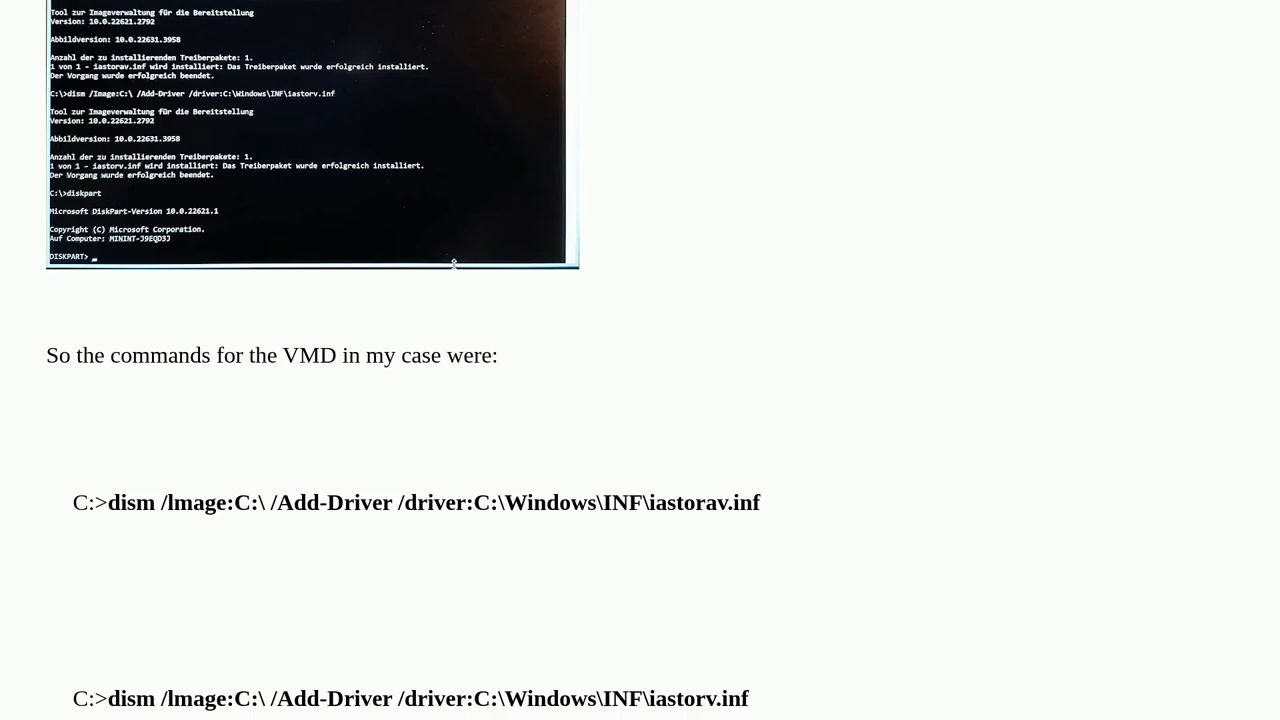 Tool zur Imageverwaltung für die Bereitstellung
Version: 10.0.22621.2792
Abbildversion: 10.0.22631.3958
Anzahl der zu installierenden Treiberpakete: 1.
1 von 1 - iastorav.inf wird installiert: Das Treiberpaket wurde erfolgreich installiert.
Der Vorgang wurde erfolgreich beendet.
C:\>dism /Image:C:\ /Add-Driver /driver:C:\Windows\INF\iastorv.inf
Tool zur Imageverwaltung für die Bereitstellung
Version: 10.0.22621.2792
Abbildversion: 10.0.22631.3958
Anzahl der zu installierenden Treiberpakete: 1.
1 von 1 - iastorv.inf wird installiert: Das Treiberpaket wurde erfolgreich installiert.
Der Vorgang wurde erfolgreich beendet.
C:\>diskpart
Microsoft DiskPart-Version 10.0.22621.1
Copyright (C) Microsoft Corporation.
Auf Computer: MININT-J9EQD3J
DISKPART>
So the commands for the VMD in my case were:
C:>dism /lmage:C:\ /Add-Driver /driver:C:\Windows\INF\iastorav.inf
C:>dism /lmage:C:\ /Add-Driver /driver:C:\Windows\INF\iastorv.inf